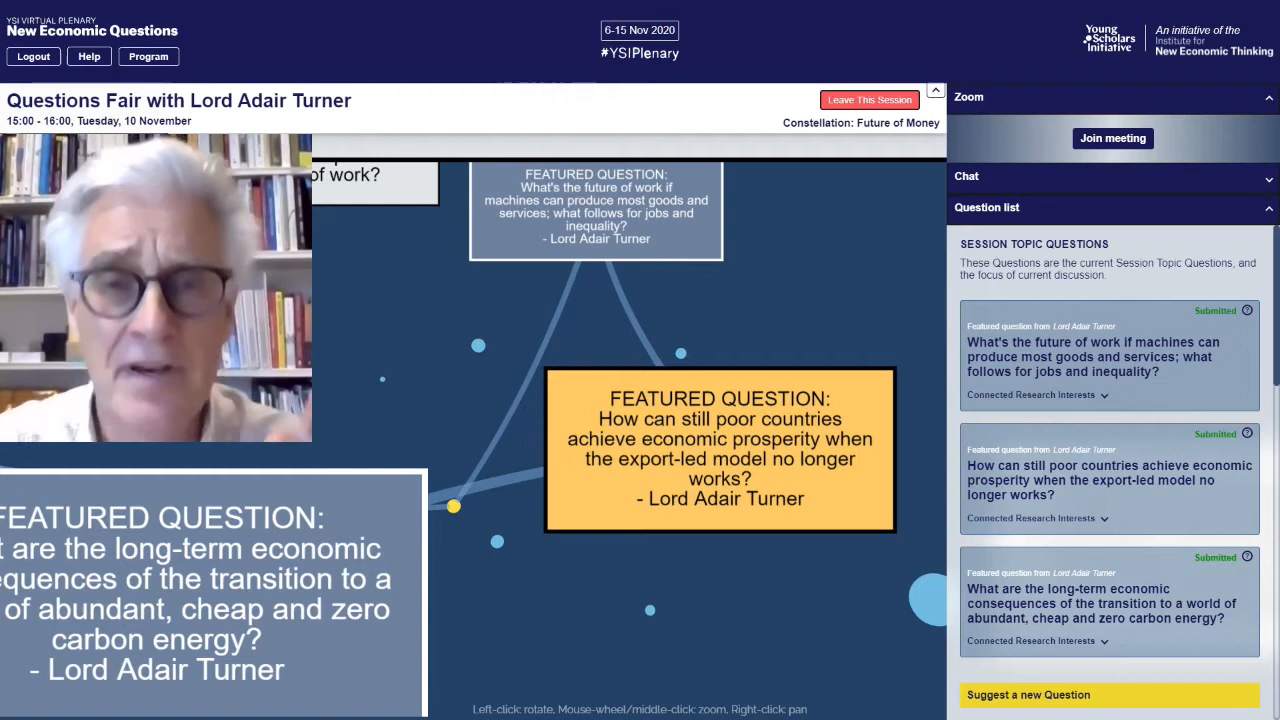 YSI VIRTUAL PLENARY
New Economic Questions
Logout
Help
Program
6-15 Nov 2020
#YSIPlenary
Young
Scholars
Initiative
An initiative of the
Institute for
New Economic Thinking
Questions Fair with Lord Adair Turner
15:00 - 16:00, Tuesday, 10 November
Leave This Session
Constellation: Future of Money
of work?
FEATURED QUESTION:
What's the future of work if
machines can produce most goods and
services; what follows for jobs and
inequality?
- Lord Adair Turner
FEATURED QUESTION:
How can still poor countries
achieve economic prosperity when
the export-led model no longer
works?
- Lord Adair Turner
FEATURED QUESTION:
are the long-term economic
equences of the transition to a
of abundant, cheap and zero
carbon energy?
- Lord Adair Turner
Left-click: rotate, Mouse-wheel/middle-click: zoom, Right-click: pan
Zoom
Join meeting
Chat
Question list
SESSION TOPIC QUESTIONS
These Questions are the current Session Topic Questions, and
the focus of current discussion.
Submitted
Featured question from Lord Adair Turner
What's the future of work if machines can
produce most goods and services; what
follows for jobs and inequality?
Connected Research Interests
Submitted
Featured question from Lord Adair Turner
How can still poor countries achieve economic
prosperity when the export-led model no
longer works?
Connected Research Interests
Submitted
Featured question from Lord Adair Turner
What are the long-term economic
consequences of the transition to a world of
abundant, cheap and zero carbon energy?
Connected Research Interests
Suggest a new Question